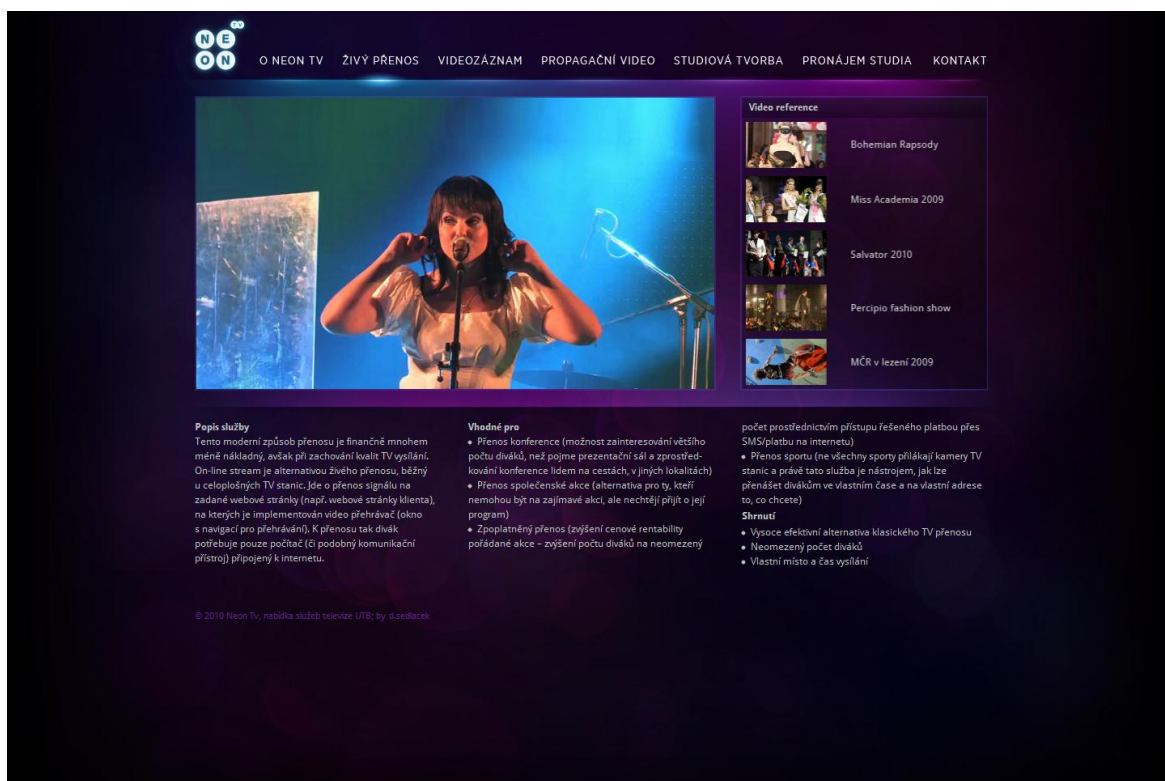 TV
NE
ON
O NEON TV ŽIVÝ PŘENOS VIDEOZÁZNAM PROPAGAČNÍ VIDEO STUDIOVÁ TVORBA PRONÁJEM STUDIA KONTAKT
Video reference
Bohemian Rapsody
Miss Academia 2009
Salvator 2010
Percipio fashion show
MČR v lezení 2009
Popis služby
Tento moderní způsob přenosu je finančně mnohem
méně nákladný, avšak při zachování kvalit TV vysílání.
On-line stream je alternativou živého přenosu, běžný
u celoplošných TV stanic. Jde o přenos signálu na
zadané webové stránky (např. webové stránky klienta),
na kterých je implementován video přehrávač (okno
s navigací pro přehrávání). K přenosu tak divák
potřebuje pouze počítač (či podobný komunikační
přístroj) připojený k internetu.
Vhodné pro
• Přenos konference (možnost zainteresování většího
počtu diváků, než pojme prezentační sál a zprostřed-
kování konference lidem na cestách, v jiných lokalitách)
• Přenos společenské akce (alternativa pro ty, kteří
nemohou být na zajímavé akci, ale nechtějí přijít o její
program)
• Zpoplatněný přenos (zvýšení cenové rentability
pořádané akce – zvýšení počtu diváků na neomezený
počet prostřednictvím přístupu řešeného platbou přes
SMS/platbu na internetu)
• Přenos sportu (ne všechny sporty přilákají kamery TV
stanic a právě tato služba je nástrojem, jak lze
přenášet divákům ve vlastním čase a na vlastní adrese
to, co chcete)
Shrnutí
• Vysoce efektivní alternativa klasického TV přenosu
• Neomezený počet diváků
• Vlastní místo a čas vysílání
© 2010 Neon Tv, nabídka služeb televize UTB; by d.sedlacek